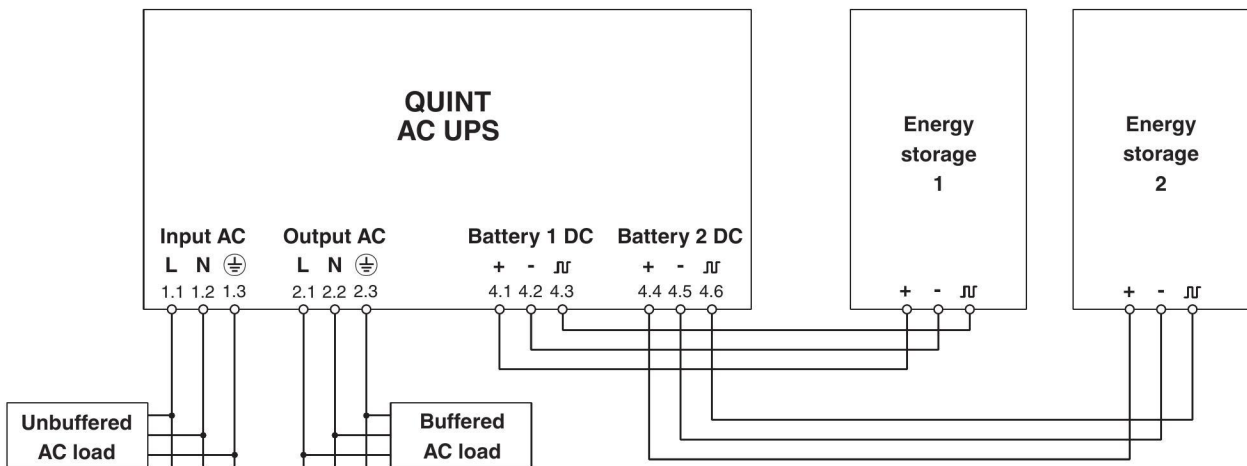 QUINT
AC UPS
Energy
storage
1
Energy
storage
2
Input AC
Output AC
Battery 1 DC
Battery 2 DC
L N
L N
+ -
+ -
1.1 1.2 1.3
2.1 2.2 2.3
4.1 4.2 4.3
4.4 4.5 4.6
+ -
+ -
Unbuffered
AC load
Buffered
AC load